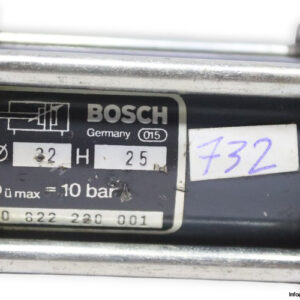 BOSCH
Germany 015
Ø 32 H 25
p ü max = 10 bar
0 822 230 001
732